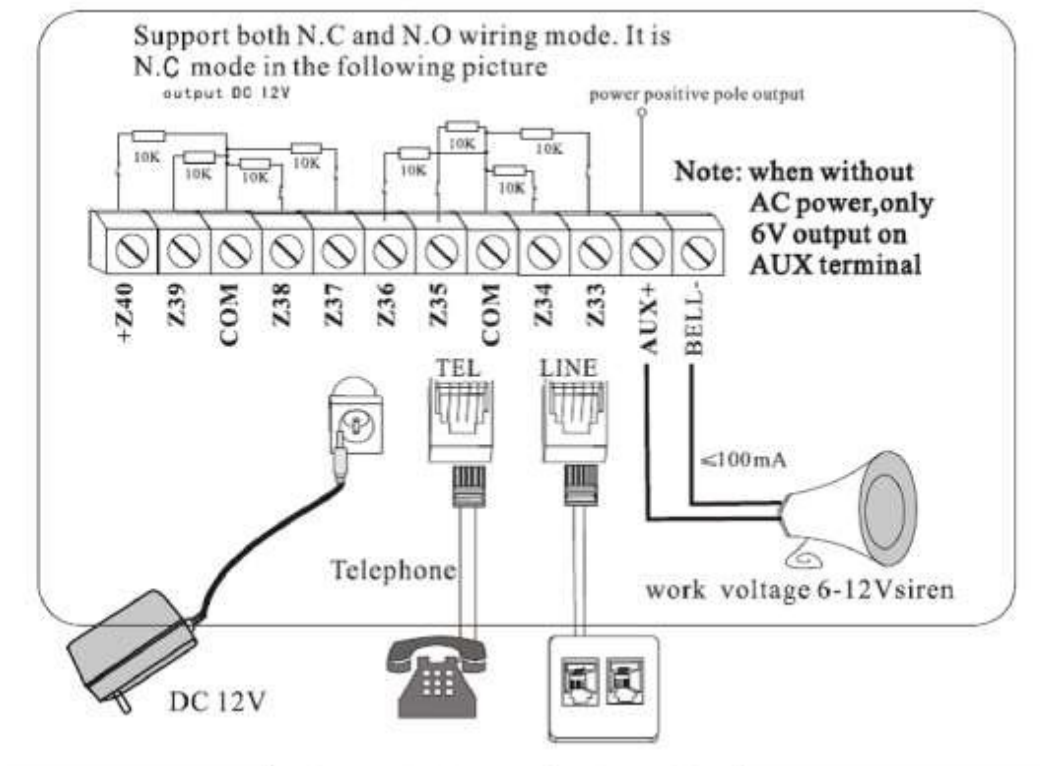 Support both N.C and N.O wiring mode. It is
N.C mode in the following picture
output DC 12V
power positive pole output
10K
10K
10K
10K
10K
10K
10K
10K
Note: when without
AC power,only
6V output on
AUX terminal
+Z40
Z39
COM
Z38
Z37
Z36
Z35
COM
Z34
Z33
AUX+
BELL-
TEL
LINE
≤100mA
Telephone
work voltage 6-12Vsiren
DC 12V